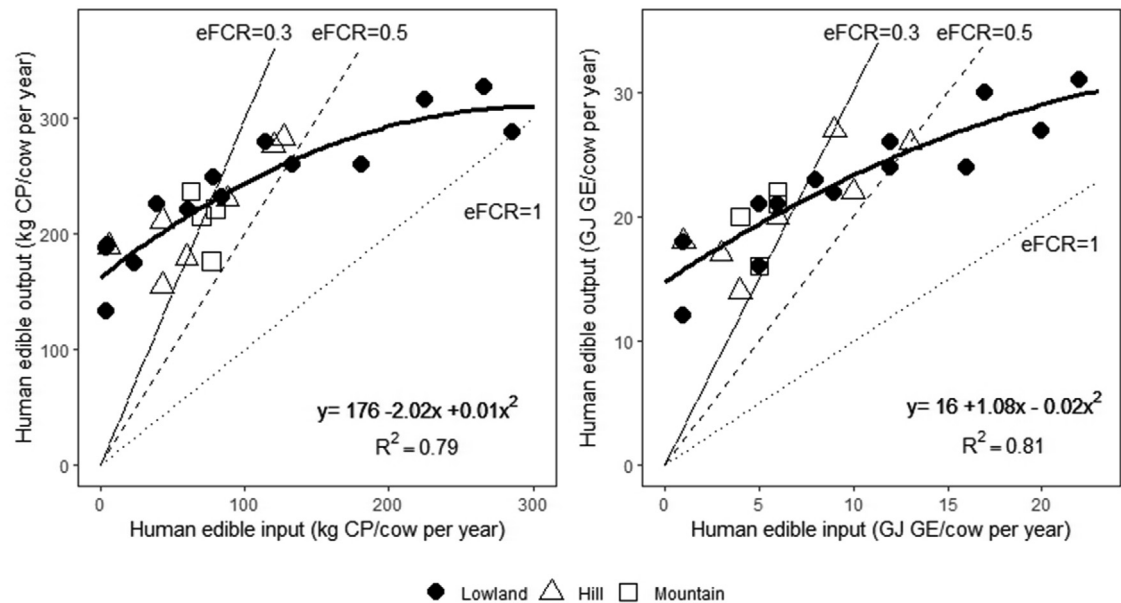 eFCR=0.3 eFCR=0.5
300
200
100
0
Human edible output (kg CP/cow per year)
eFCR=1
y= 176 -2.02x +0.01x²
R² = 0.79
0 100 200 300
Human edible input (kg CP/cow per year)
eFCR=0.3 eFCR=0.5
30
20
10
0
Human edible output (GJ GE/cow per year)
eFCR=1
y= 16 +1.08x - 0.02x²
R² = 0.81
0 5 10 15 20
Human edible input (GJ GE/cow per year)
Lowland Hill Mountain